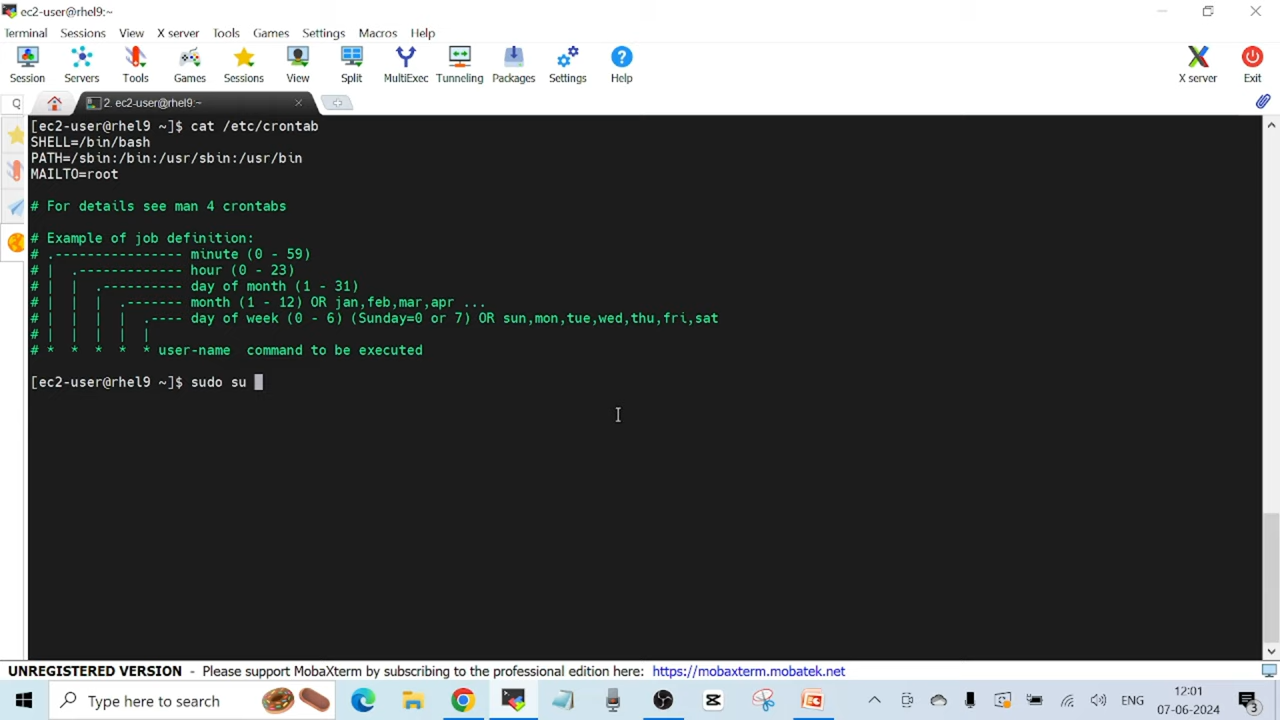 ec2-user@rhel9:~
Terminal Sessions View X server Tools Games Settings Macros Help
Session Servers Tools Games Sessions View Split MultiExec Tunneling Packages Settings Help X server Exit
2. ec2-user@rhel9:~
[ec2-user@rhel9 ~]$ cat /etc/crontab
SHELL=/bin/bash
PATH=/sbin:/bin:/usr/sbin:/usr/bin
MAILTO=root
# For details see man 4 crontabs
# Example of job definition:
# .---------------- minute (0 - 59)
# |  .------------- hour (0 - 23)
# |  |  .---------- day of month (1 - 31)
# |  |  |  .------- month (1 - 12) OR jan,feb,mar,apr ...
# |  |  |  |  .---- day of week (0 - 6) (Sunday=0 or 7) OR sun,mon,tue,wed,thu,fri,sat
# |  |  |  |  |
# *  *  *  *  * user-name  command to be executed
[ec2-user@rhel9 ~]$ sudo su
UNREGISTERED VERSION - Please support MobaXterm by subscribing to the professional edition here: https://mobaxterm.mobatek.net
Type here to search
ENG
12:01
07-06-2024
3